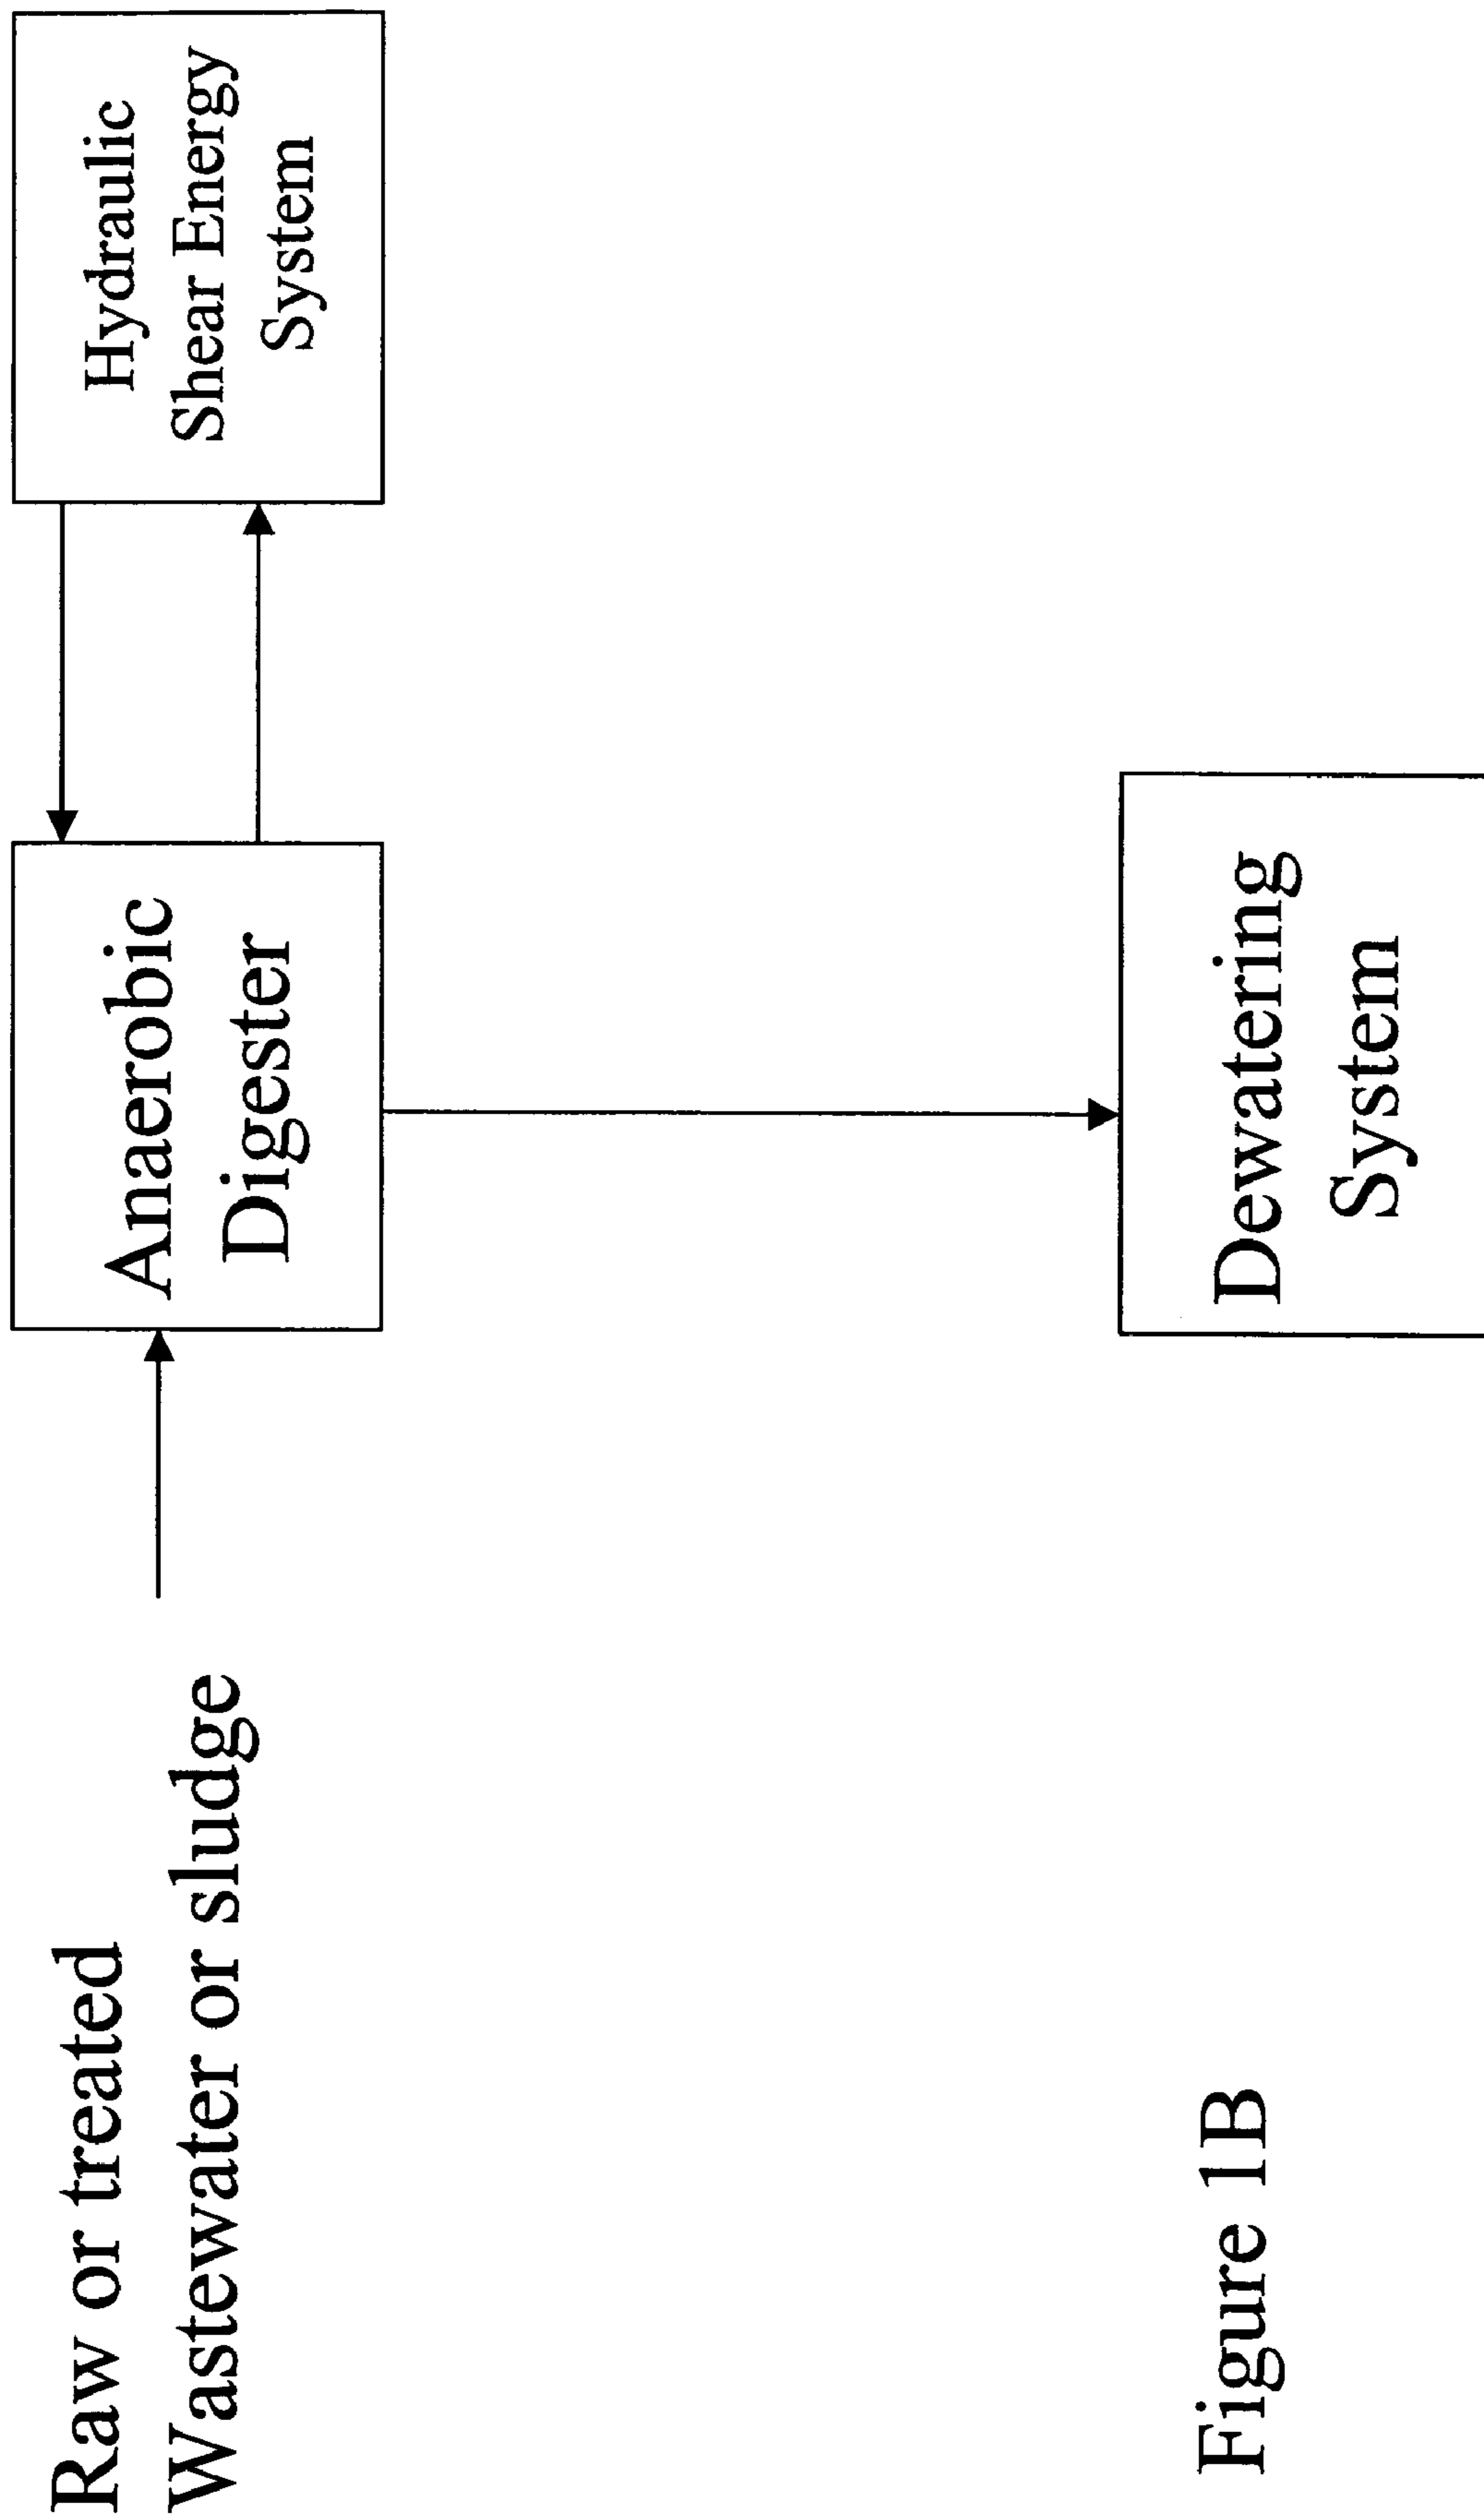 Raw or treated
Wastewater or sludge
Anaerobic
Digester
Hydraulic
Shear Energy
System
Dewatering
System
Figure 1B